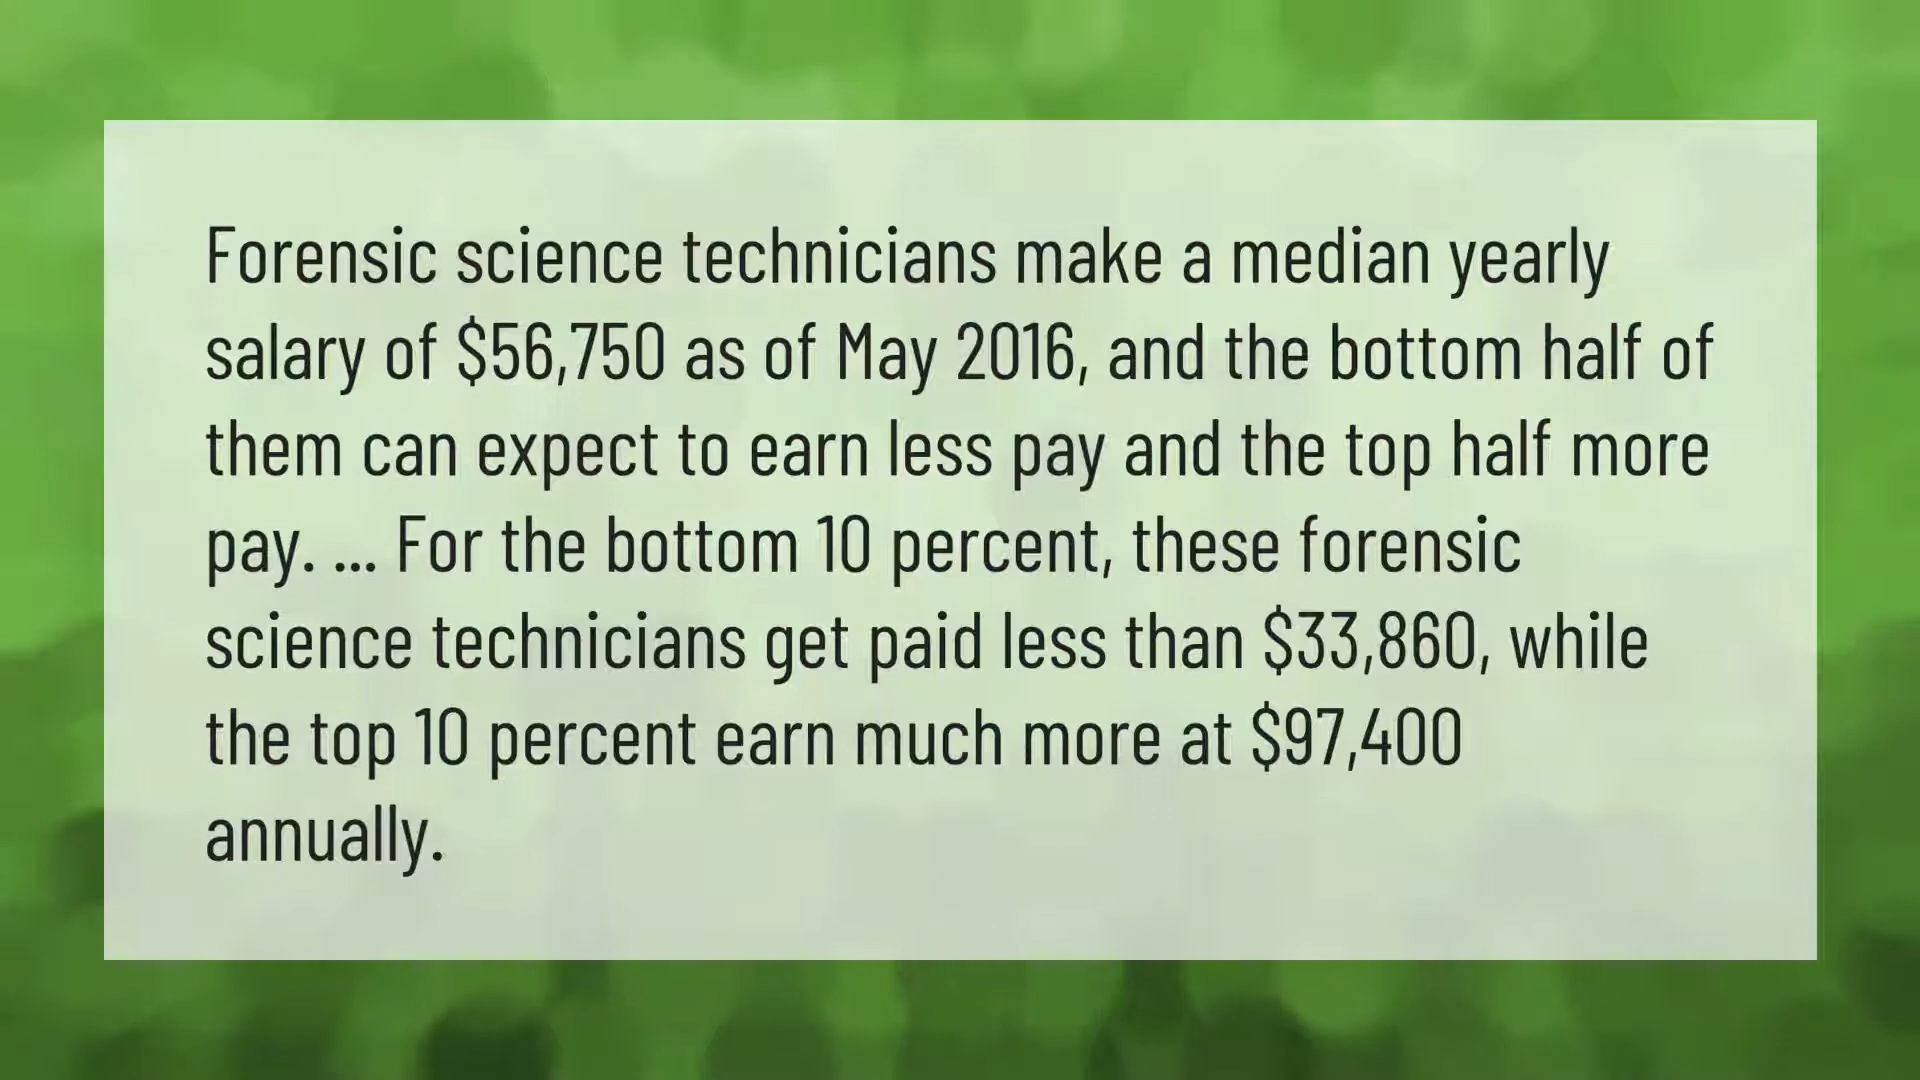 Forensic science technicians make a median yearly
salary of $56,750 as of May 2016, and the bottom half of
them can expect to earn less pay and the top half more
pay. ... For the bottom 10 percent, these forensic
science technicians get paid less than $33,860, while
the top 10 percent earn much more at $97,400
annually.